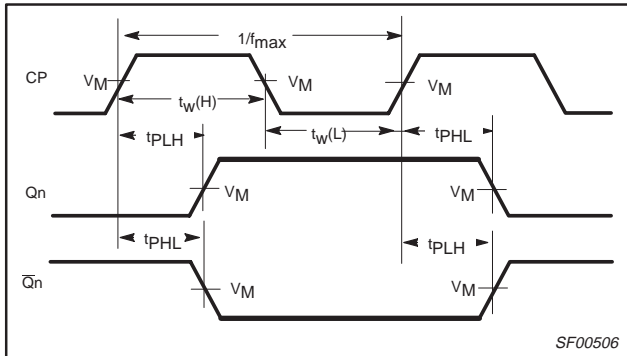 1/fmax
CP
VM VM VM
tw(H)
tw(L)
tPLH tPHL
Qn
VM VM
tPHL tPLH
Q̅n
VM VM
SF00506